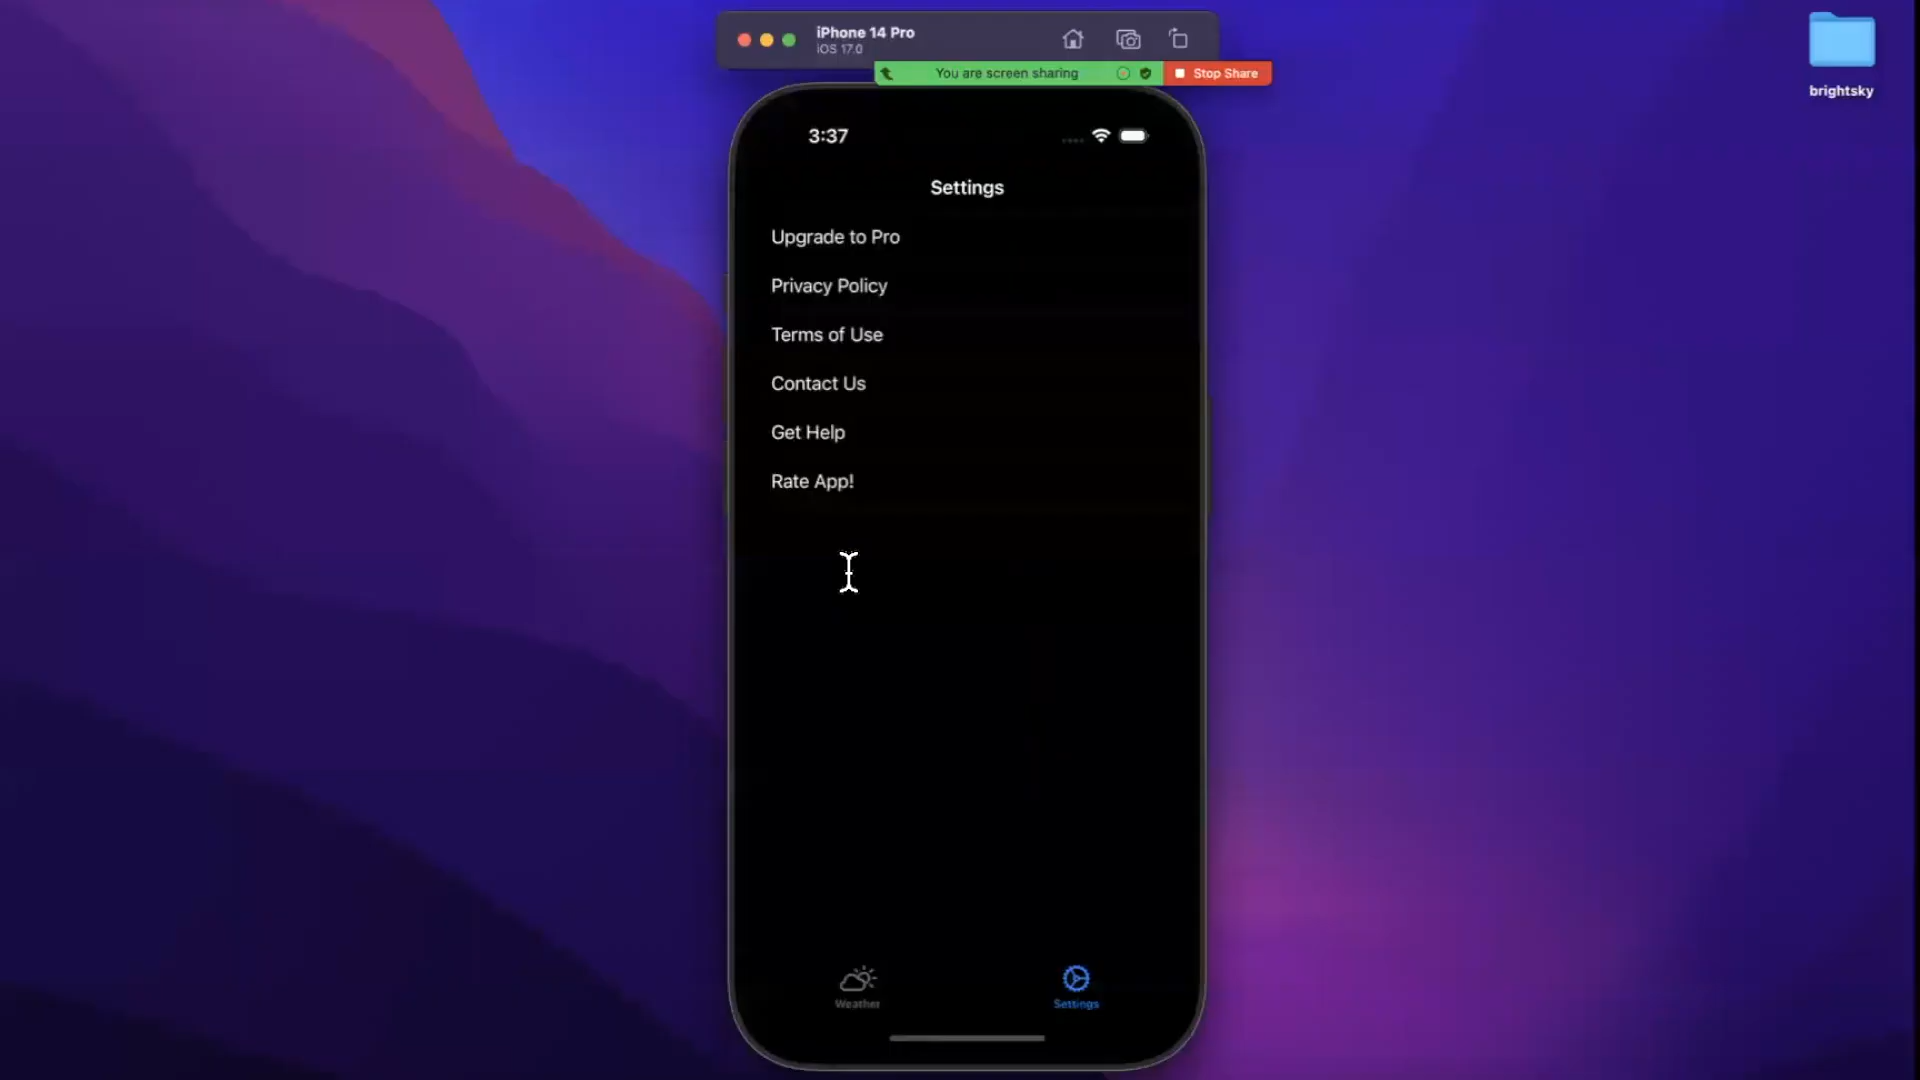 iPhone 14 Pro
iOS 17.0
You are screen sharing
Stop Share
brightsky
3:37
Settings
Upgrade to Pro
Privacy Policy
Terms of Use
Contact Us
Get Help
Rate App!
Weather
Settings